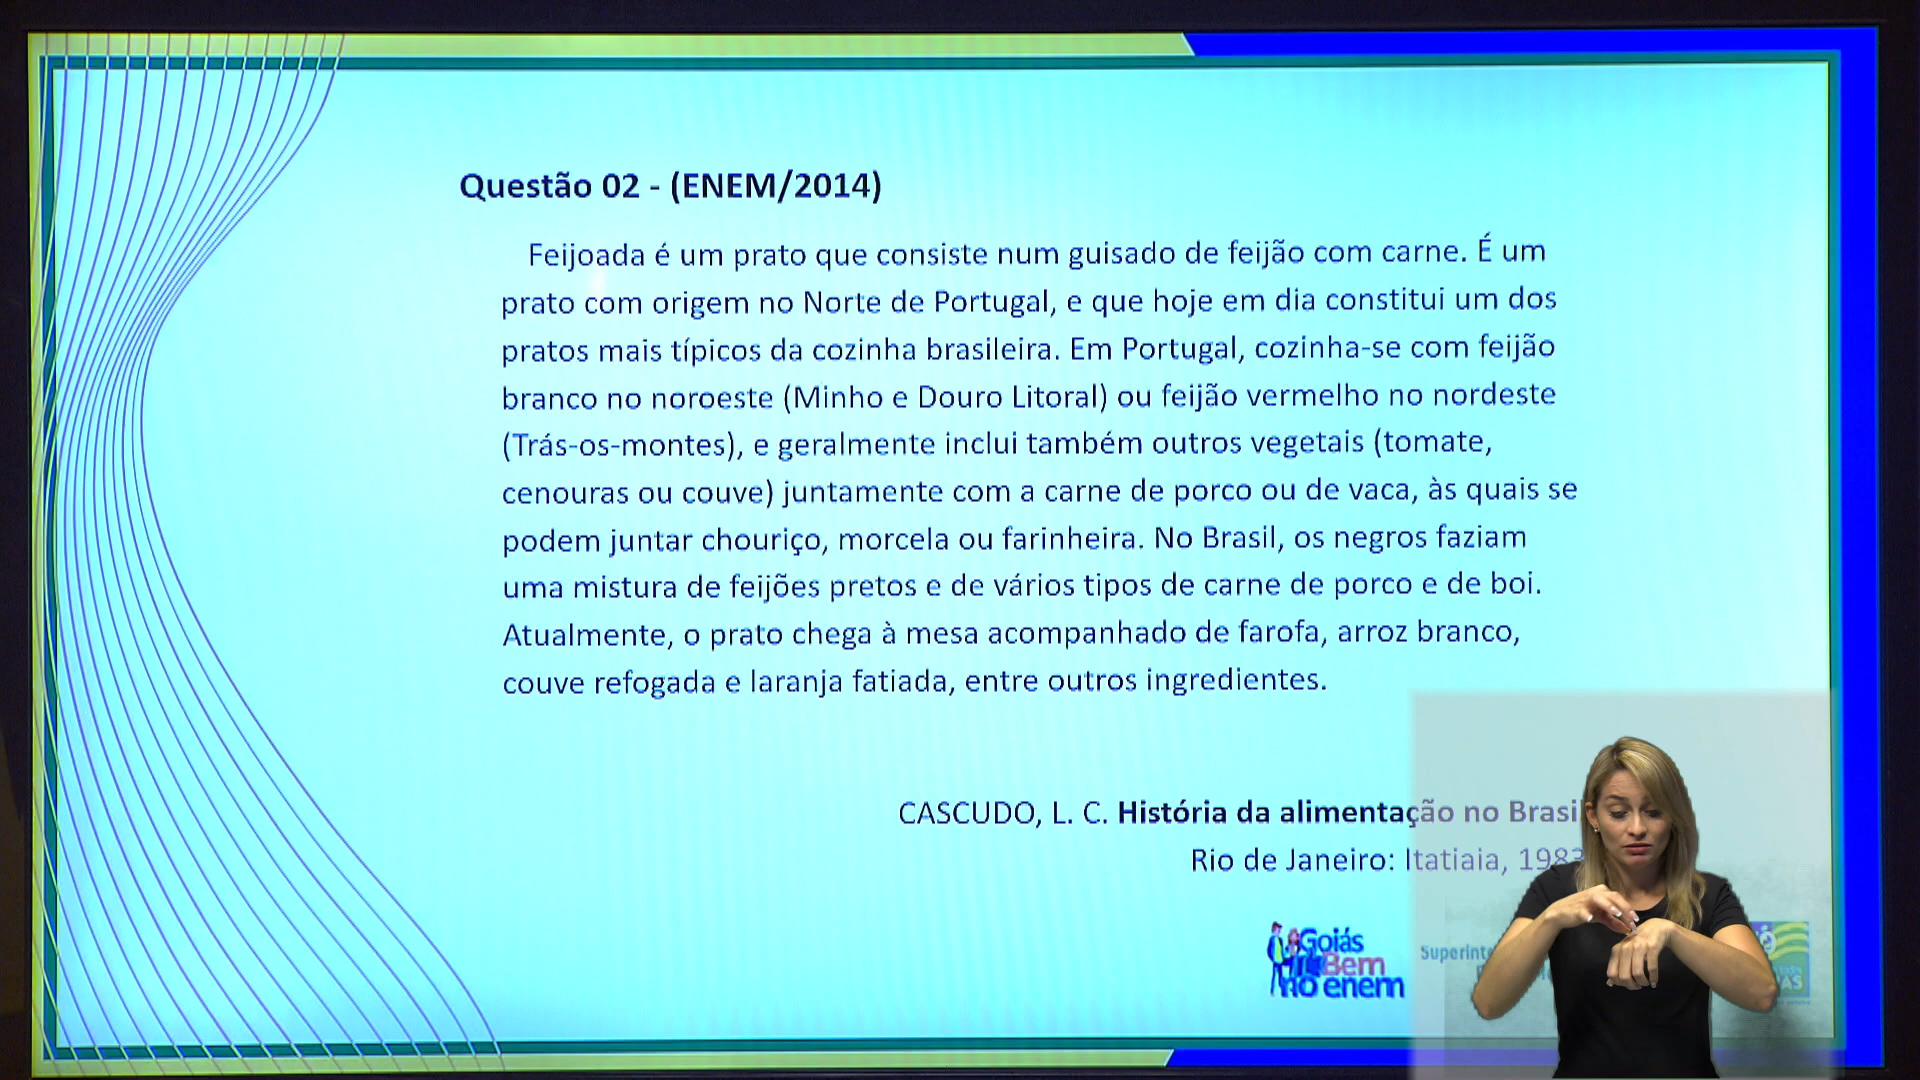 Questão 02 - (ENEM/2014)
Feijoada é um prato que consiste num guisado de feijão com carne. É um
prato com origem no Norte de Portugal, e que hoje em dia constitui um dos
pratos mais típicos da cozinha brasileira. Em Portugal, cozinha-se com feijão
branco no noroeste (Minho e Douro Litoral) ou feijão vermelho no nordeste
(Trás-os-montes), e geralmente inclui também outros vegetais (tomate,
cenouras ou couve) juntamente com a carne de porco ou de vaca, às quais se
podem juntar chouriço, morcela ou farinheira. No Brasil, os negros faziam
uma mistura de feijões pretos e de vários tipos de carne de porco e de boi.
Atualmente, o prato chega à mesa acompanhado de farofa, arroz branco,
couve refogada e laranja fatiada, entre outros ingredientes.
CASCUDO, L. C. História da alimentação no Brasil
Rio de Janeiro: Itatiaia, 1983
Goiás
Bem
no enem